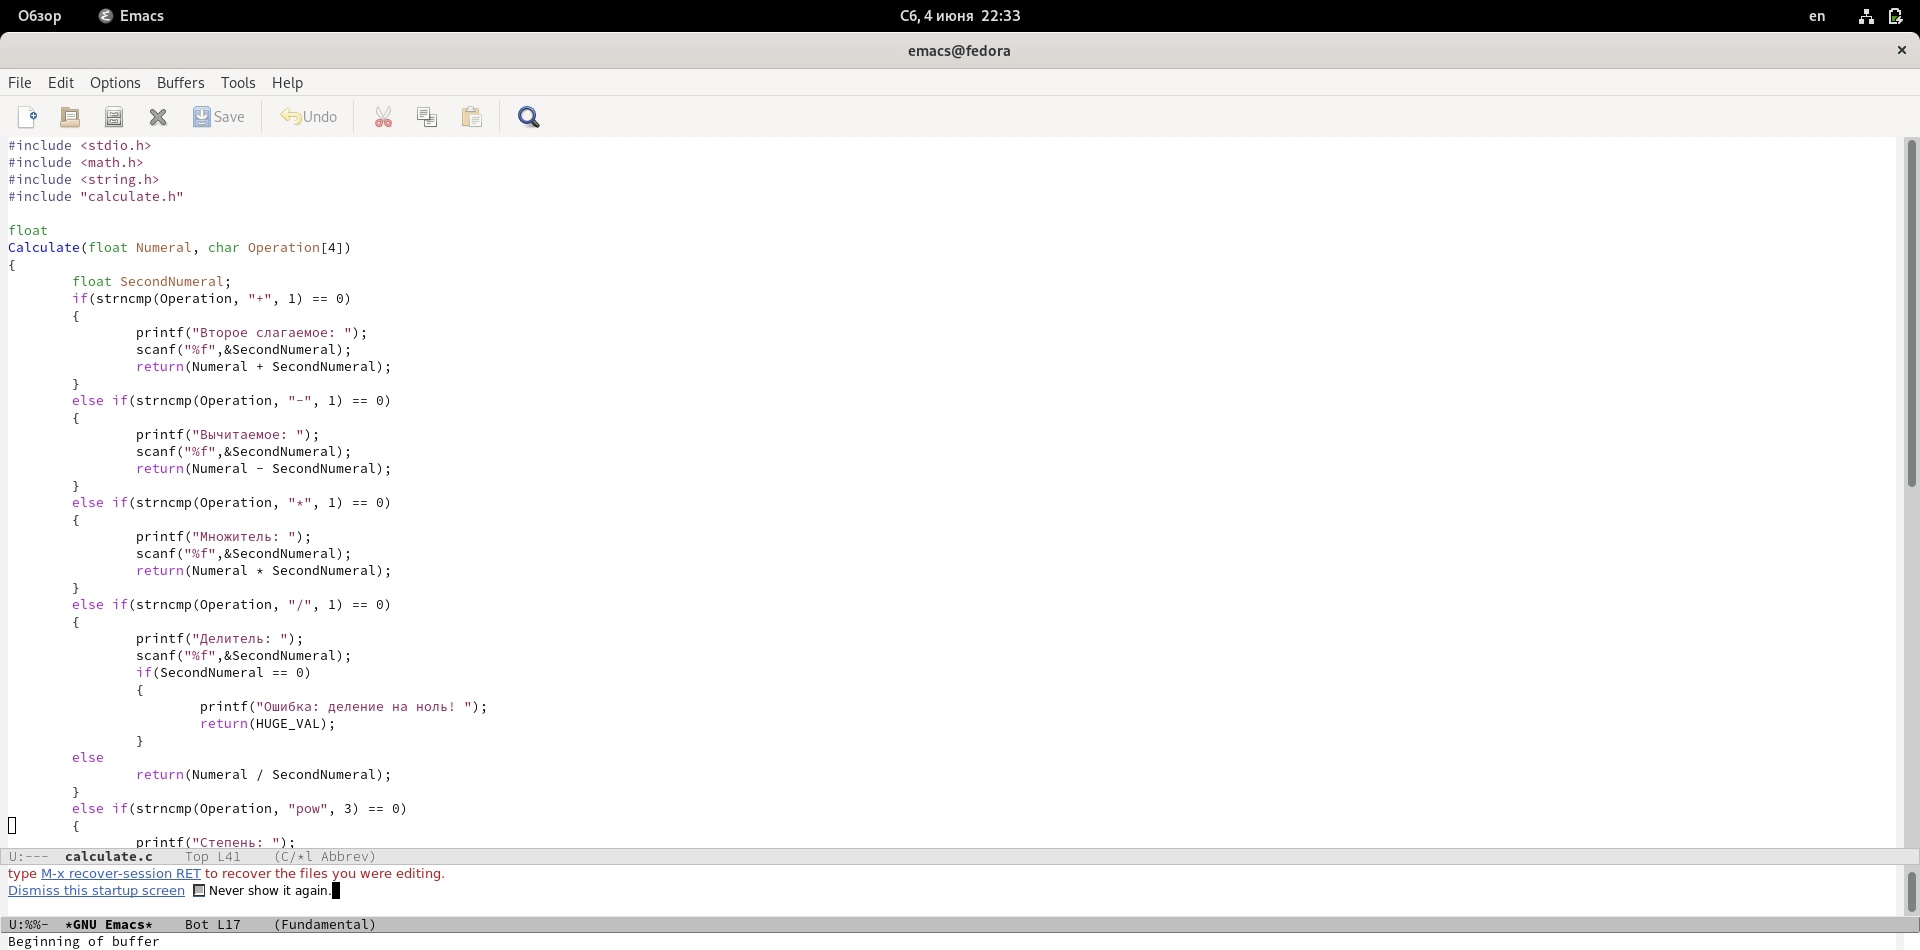 Обзор Emacs Сб, 4 июня 22:33 en
emacs@fedora ×
File Edit Options Buffers Tools Help
Save Undo
#include <stdio.h>
#include <math.h>
#include <string.h>
#include "calculate.h"
float
Calculate(float Numeral, char Operation[4])
{
float SecondNumeral;
if(strncmp(Operation, "+", 1) == 0)
{
printf("Второе слагаемое: ");
scanf("%f",&SecondNumeral);
return(Numeral + SecondNumeral);
}
else if(strncmp(Operation, "-", 1) == 0)
{
printf("Вычитаемое: ");
scanf("%f",&SecondNumeral);
return(Numeral - SecondNumeral);
}
else if(strncmp(Operation, "*", 1) == 0)
{
printf("Множитель: ");
scanf("%f",&SecondNumeral);
return(Numeral * SecondNumeral);
}
else if(strncmp(Operation, "/", 1) == 0)
{
printf("Делитель: ");
scanf("%f",&SecondNumeral);
if(SecondNumeral == 0)
{
printf("Ошибка: деление на ноль! ");
return(HUGE_VAL);
}
else
return(Numeral / SecondNumeral);
}
else if(strncmp(Operation, "pow", 3) == 0)
{
printf("Степень: ");
U:--- calculate.c Top L41 (C/*l Abbrev)
type M-x recover-session RET to recover the files you were editing.
Dismiss this startup screen Never show it again.
U:%%- *GNU Emacs* Bot L17 (Fundamental)
Beginning of buffer